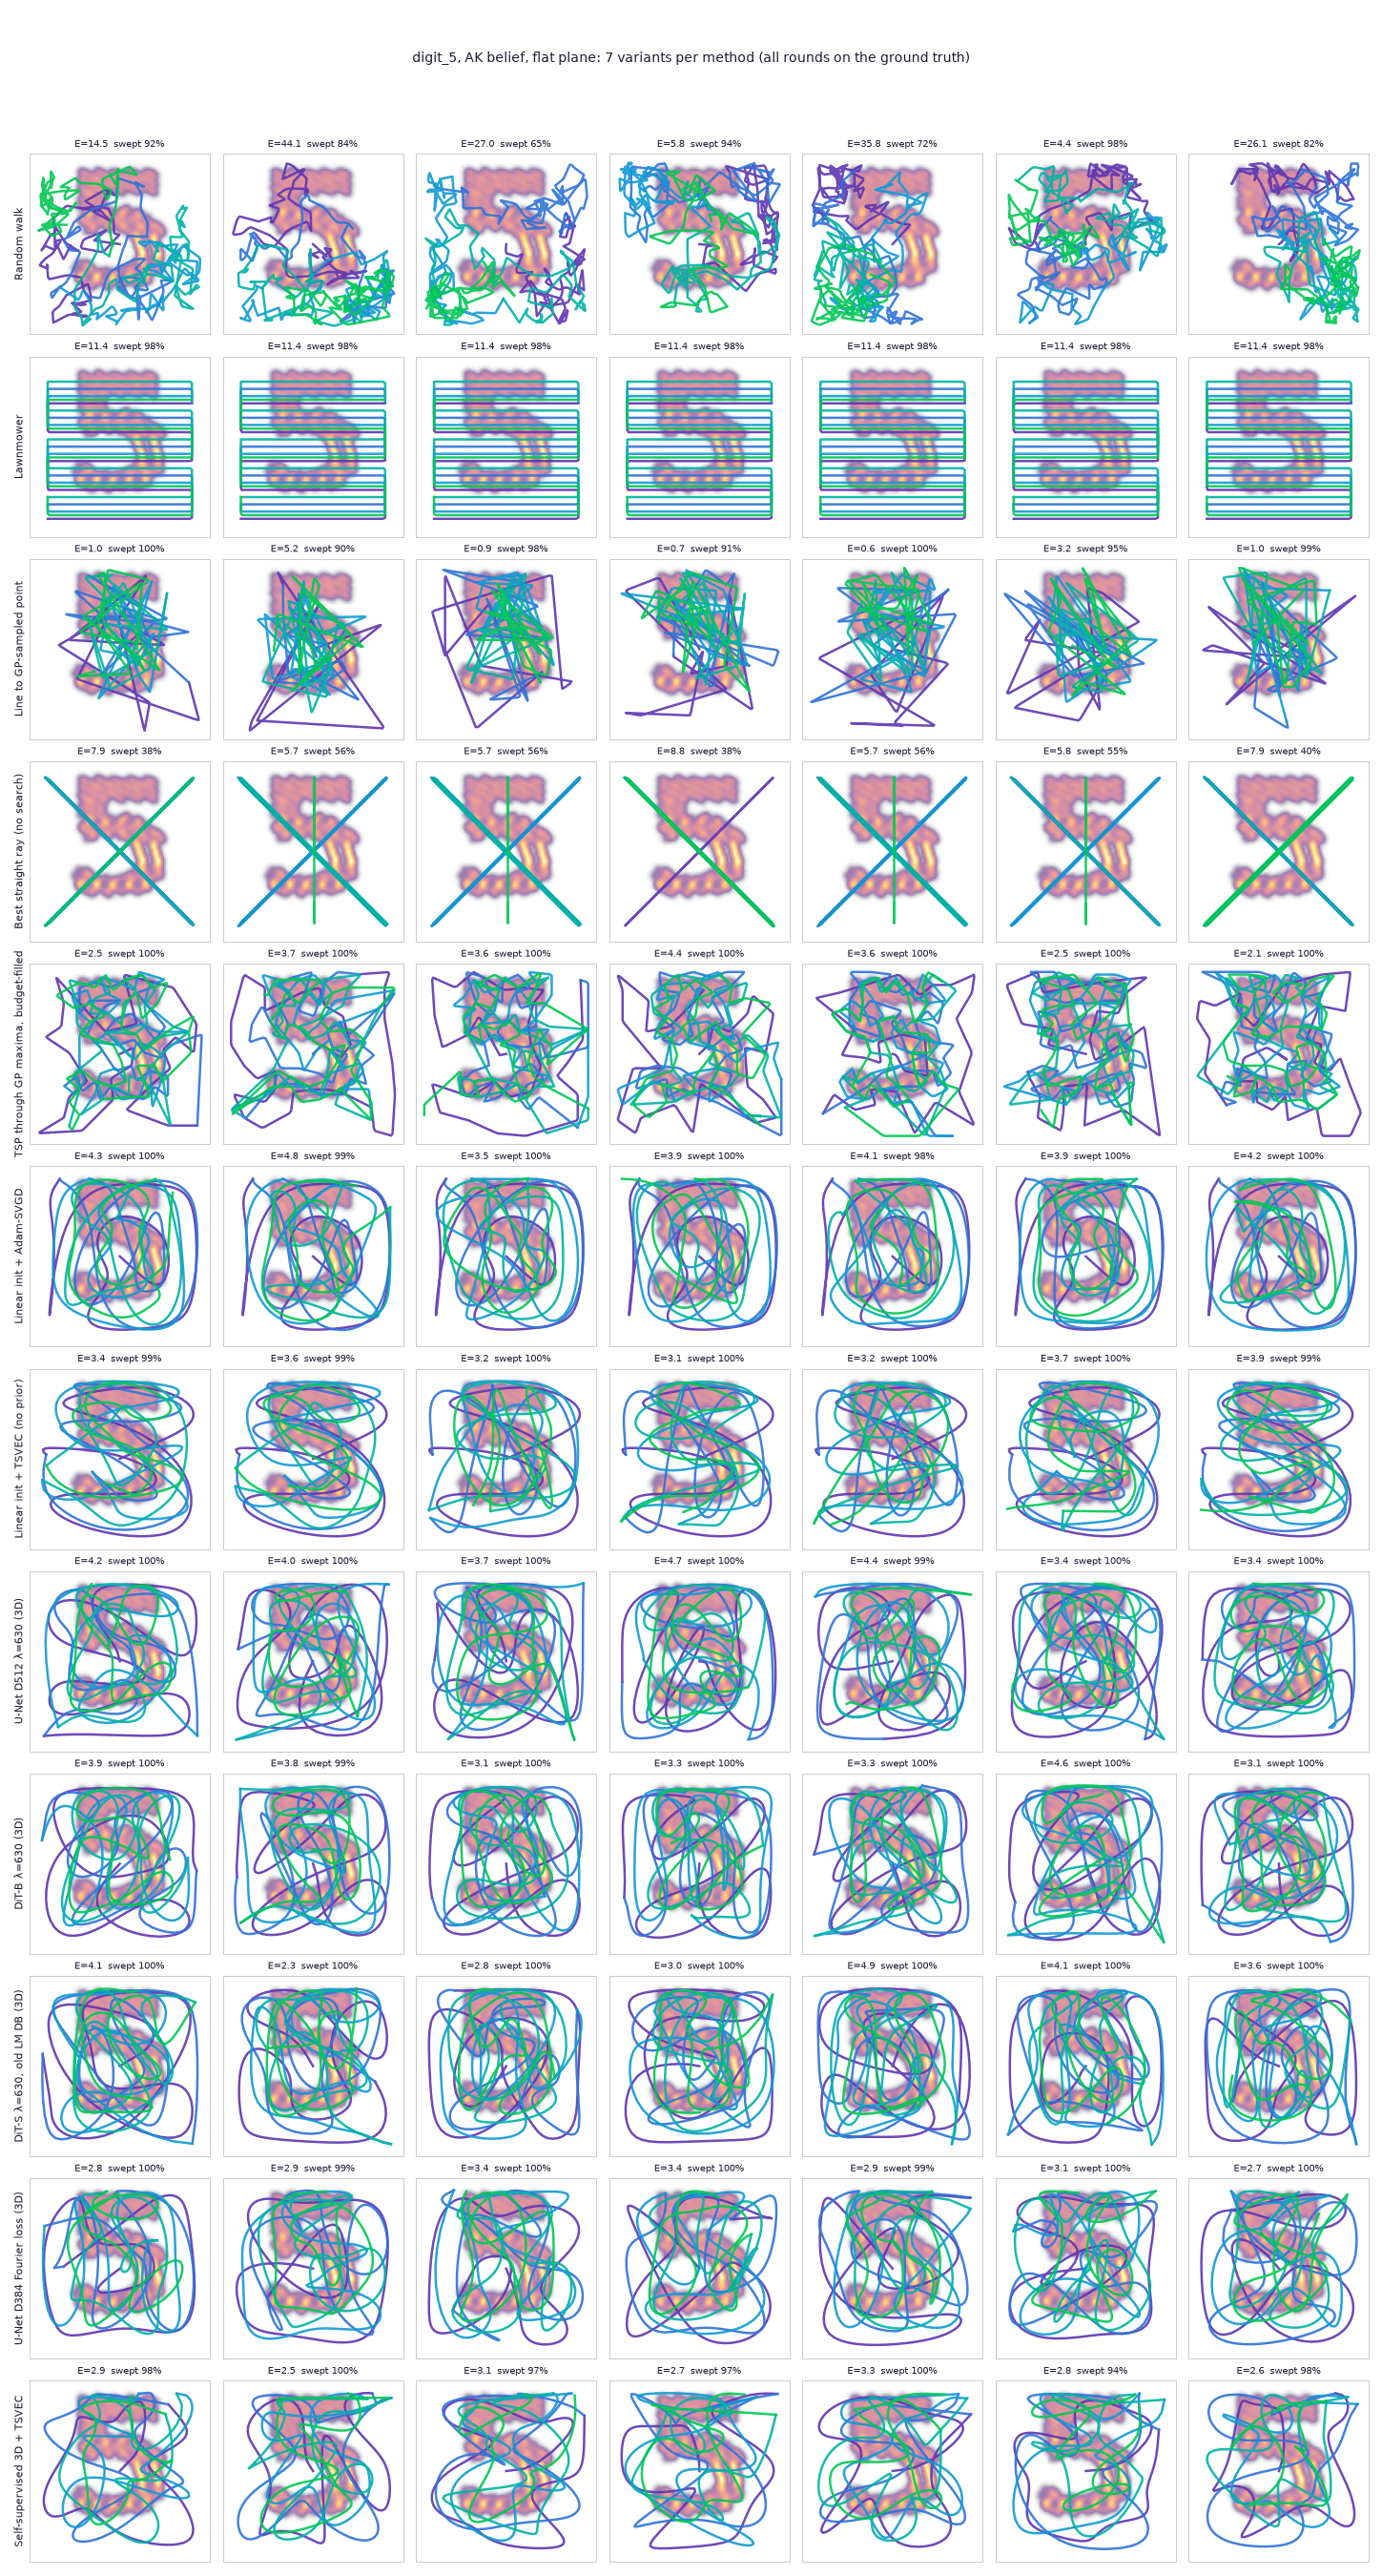 digit_5, AK belief, flat plane: 7 variants per method (all rounds on the ground truth)
E=14.5 swept 92% E=44.1 swept 84% E=27.0 swept 65% E=5.8 swept 94% E=35.8 swept 72% E=4.4 swept 98% E=26.1 swept 82%
Random walk
E=11.4 swept 98% E=11.4 swept 98% E=11.4 swept 98% E=11.4 swept 98% E=11.4 swept 98% E=11.4 swept 98% E=11.4 swept 98%
Lawnmower
E=1.0 swept 100% E=5.2 swept 90% E=0.9 swept 98% E=0.7 swept 91% E=0.6 swept 100% E=3.2 swept 95% E=1.0 swept 99%
Line to GP-sampled point
E=7.9 swept 38% E=5.7 swept 56% E=5.7 swept 56% E=8.8 swept 38% E=5.7 swept 56% E=5.8 swept 55% E=7.9 swept 40%
Best straight ray (no search)
E=2.5 swept 100% E=3.7 swept 100% E=3.6 swept 100% E=4.4 swept 100% E=3.6 swept 100% E=2.5 swept 100% E=2.1 swept 100%
TSP through GP maxima, budget-filled
E=4.3 swept 100% E=4.8 swept 99% E=3.5 swept 100% E=3.9 swept 100% E=4.1 swept 98% E=3.9 swept 100% E=4.2 swept 100%
Linear init + Adam-SVGD
E=3.4 swept 99% E=3.6 swept 99% E=3.2 swept 100% E=3.1 swept 100% E=3.2 swept 100% E=3.7 swept 100% E=3.9 swept 99%
Linear init + TSVEC (no prior)
E=4.2 swept 100% E=4.0 swept 100% E=3.7 swept 100% E=4.7 swept 100% E=4.4 swept 99% E=3.4 swept 100% E=3.4 swept 100%
U-Net D512 λ=630 (3D)
E=3.9 swept 100% E=3.8 swept 99% E=3.1 swept 100% E=3.3 swept 100% E=3.3 swept 100% E=4.6 swept 100% E=3.1 swept 100%
DiT-B λ=630 (3D)
E=4.1 swept 100% E=2.3 swept 100% E=2.8 swept 100% E=3.0 swept 100% E=4.9 swept 100% E=4.1 swept 100% E=3.6 swept 100%
DiT-S λ=630, old LM DB (3D)
E=2.8 swept 100% E=2.9 swept 99% E=3.4 swept 100% E=3.4 swept 100% E=2.9 swept 99% E=3.1 swept 100% E=2.7 swept 100%
U-Net D384 Fourier loss (3D)
E=2.9 swept 98% E=2.5 swept 100% E=3.1 swept 97% E=2.7 swept 97% E=3.3 swept 100% E=2.8 swept 94% E=2.6 swept 98%
Self-supervised 3D + TSVEC